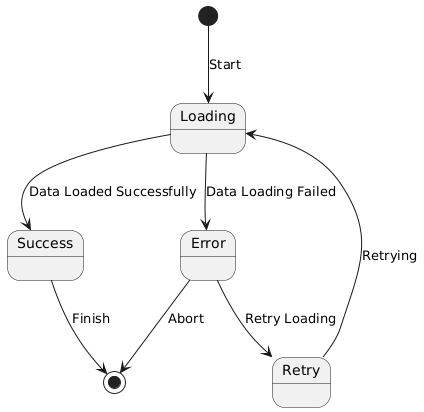 Start
Loading
Data Loaded Successfully
Data Loading Failed
Success
Error
Retrying
Finish
Abort
Retry Loading
Retry